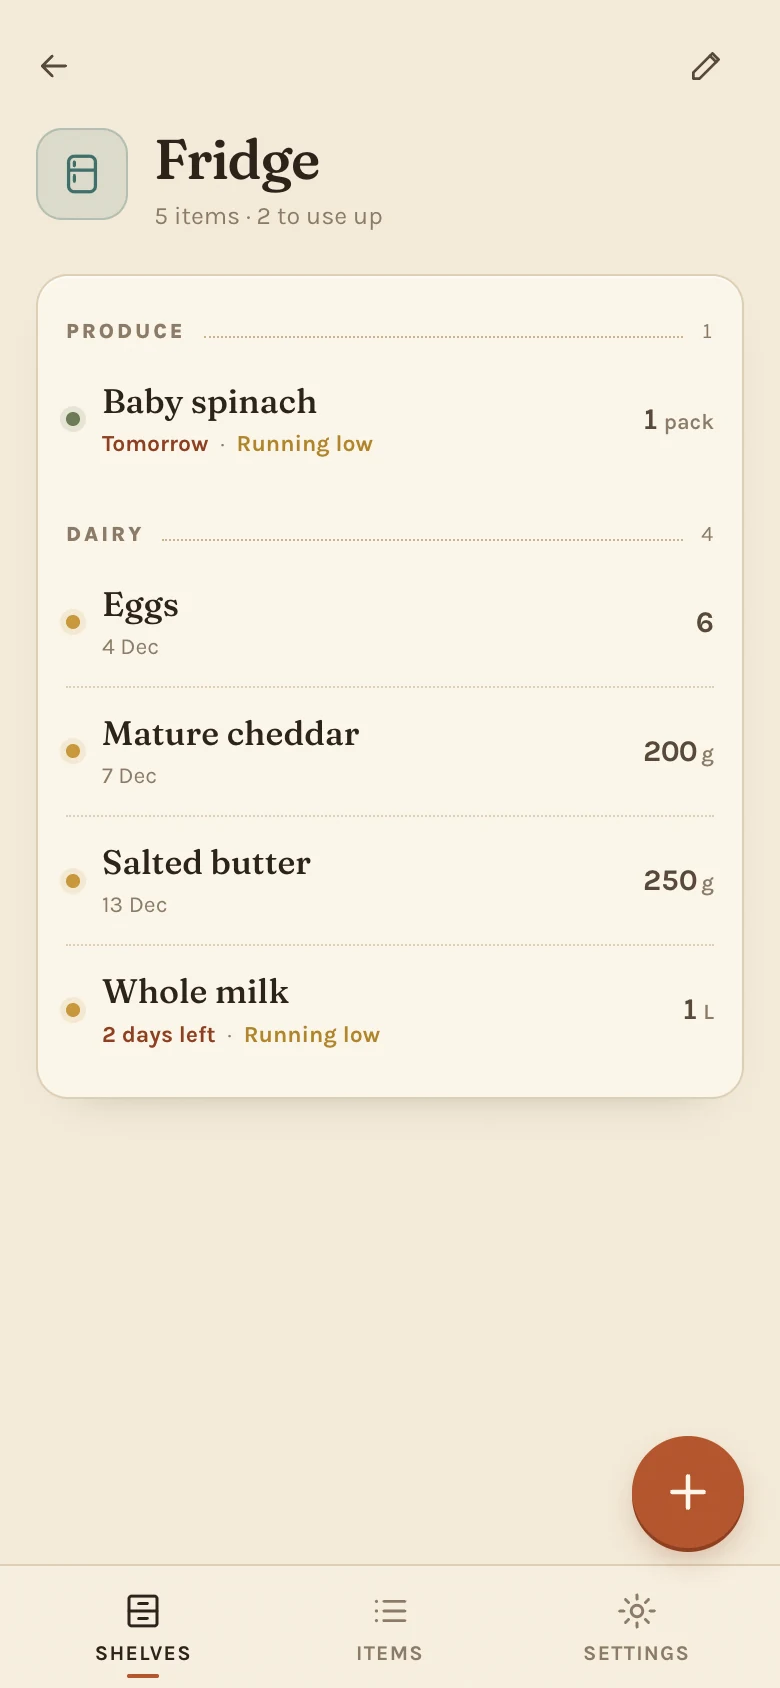 Fridge
5 items · 2 to use up
PRODUCE 1
Baby spinach
1 pack
Tomorrow · Running low
DAIRY 4
Eggs
6
4 Dec
Mature cheddar
200 g
7 Dec
Salted butter
250 g
13 Dec
Whole milk
1 L
2 days left · Running low
SHELVES ITEMS SETTINGS